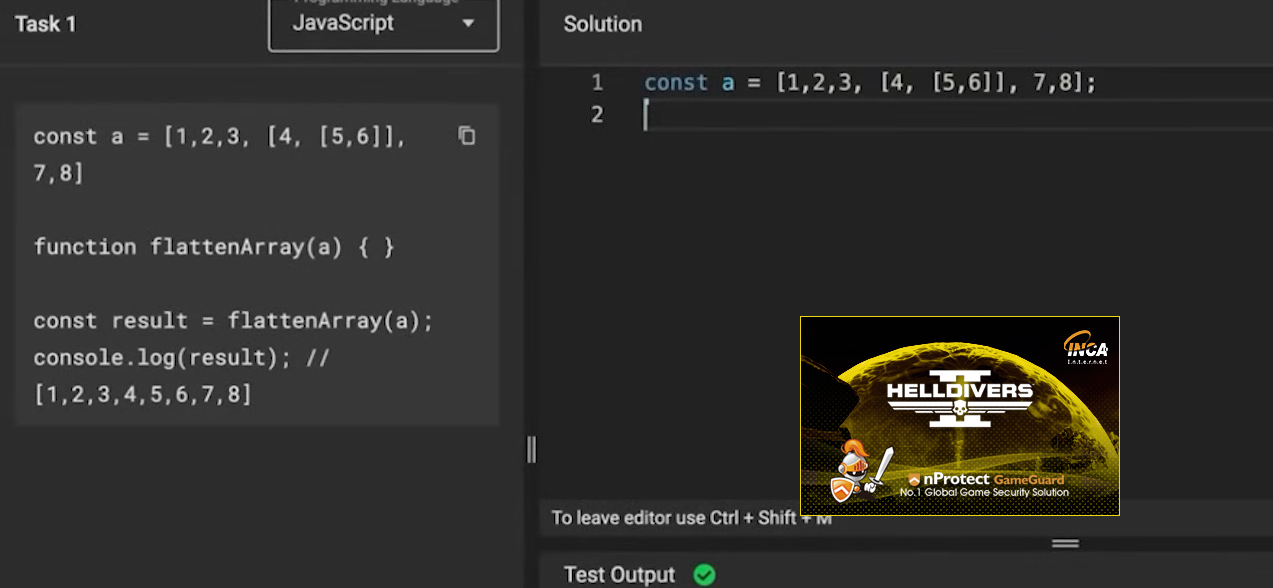 Task 1
Programming Language
JavaScript
const a = [1,2,3, [4, [5,6]],
7,8]
function flattenArray(a) { }
const result = flattenArray(a);
console.log(result); //
[1,2,3,4,5,6,7,8]
Solution
1 const a = [1,2,3, [4, [5,6]], 7,8];
2
INCA
Internet
HELLDIVERS
II
nProtect GameGuard
No.1 Global Game Security Solution
To leave editor use Ctrl + Shift + M
Test Output